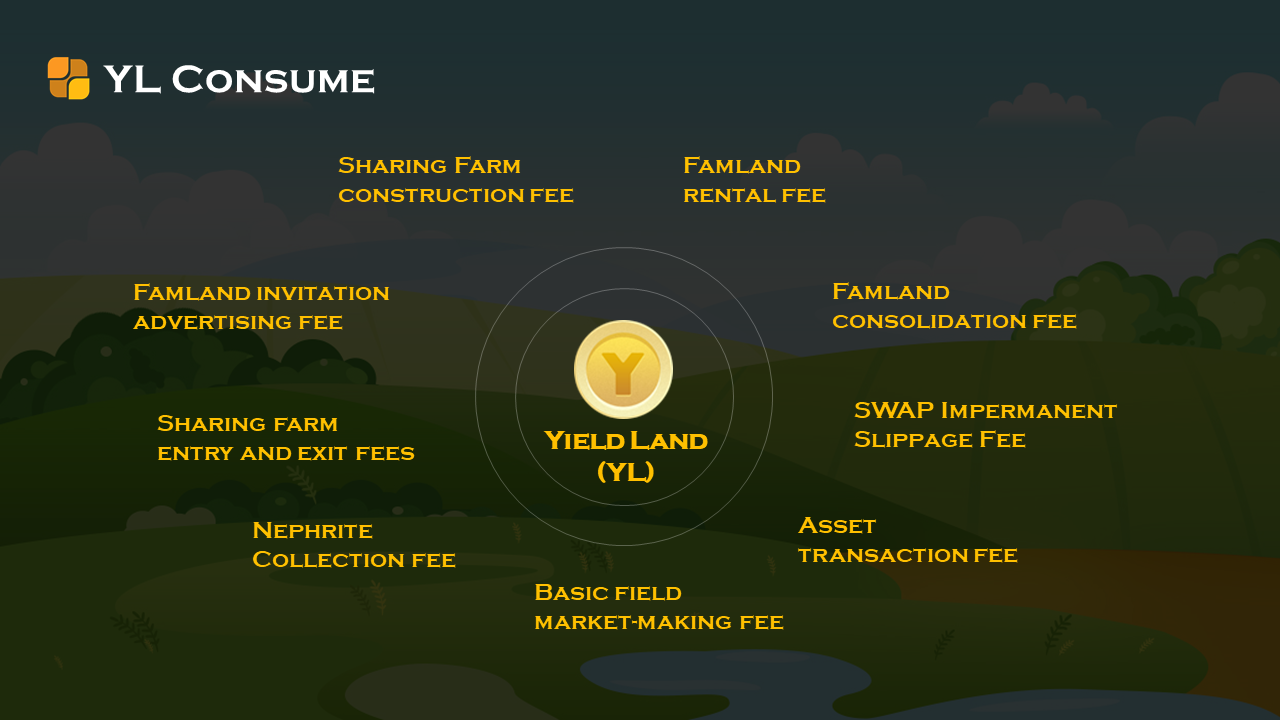 YL Consume
Sharing Farm
construction fee
Famland
rental fee
Famland invitation
advertising fee
Famland
consolidation fee
Y
Yield Land
(YL)
Sharing farm
entry and exit fees
SWAP Impermanent
Slippage Fee
Nephrite
Collection fee
Asset
transaction fee
Basic field
market-making fee